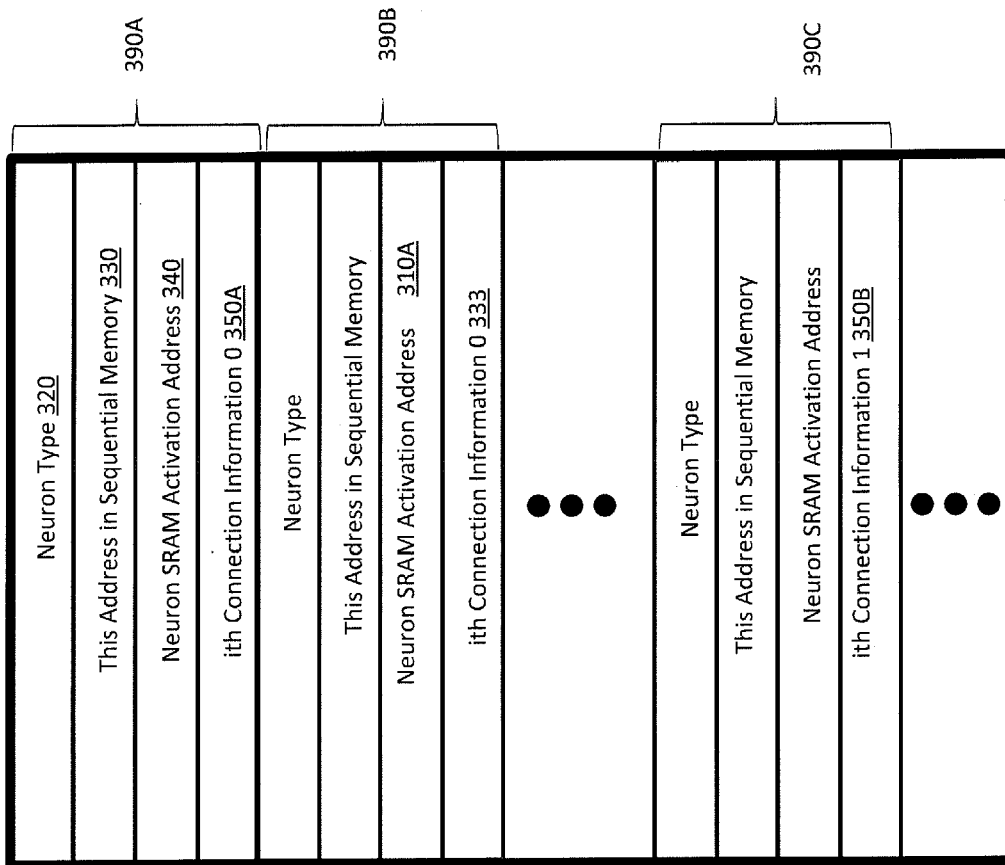 Neuron Type 320
This Address in Sequential Memory 330
Neuron SRAM Activation Address 340
ith Connection Information 0 350A
390A
Neuron Type
This Address in Sequential Memory
Neuron SRAM Activation Address 310A
ith Connection Information 0 333
390B
Neuron Type
This Address in Sequential Memory
Neuron SRAM Activation Address
ith Connection Information 1 350B
390C